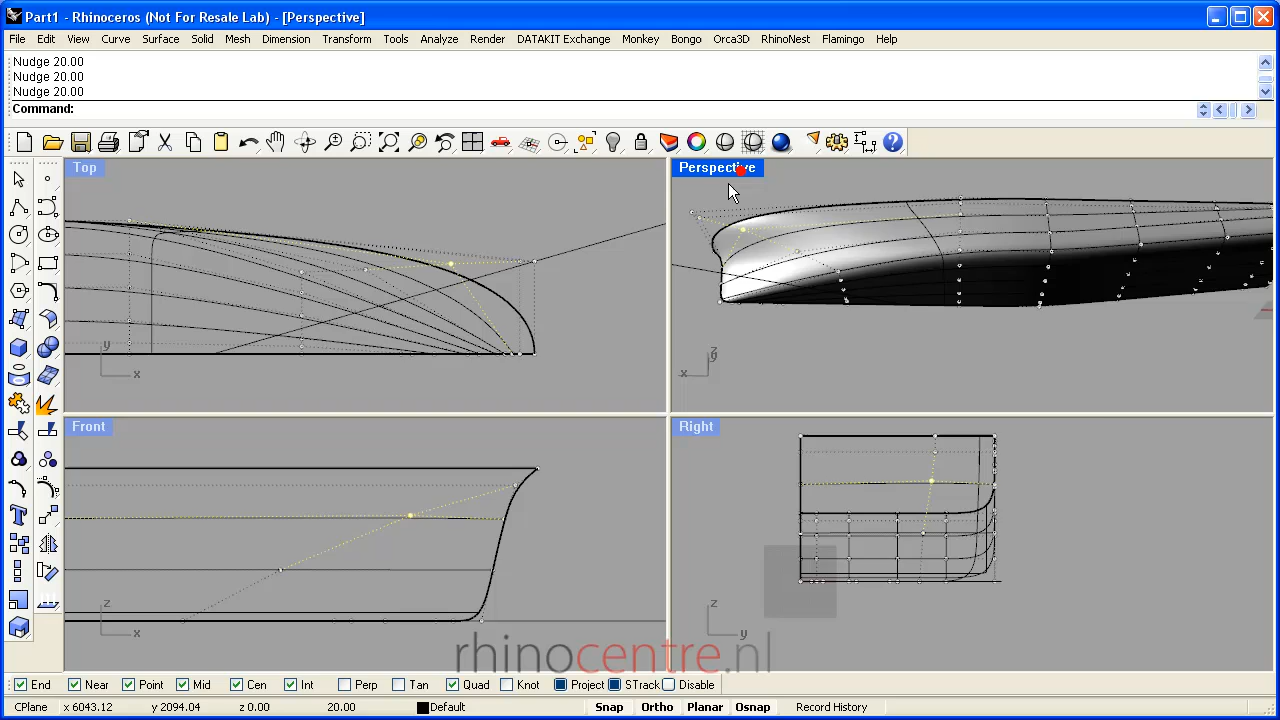 Part1 - Rhinoceros (Not For Resale Lab) - [Perspective]
File Edit View Curve Surface Solid Mesh Dimension Transform Tools Analyze Render DATAKIT Exchange Monkey Bongo Orca3D RhinoNest Flamingo Help
Nudge 20.00
Nudge 20.00
Nudge 20.00
Command:
Top
Perspective
y
x
z
y
x
Front
Right
z
x
z
y
rhinocentre.nl
End Near Point Mid Cen Int Perp Tan Quad Knot Project STrack Disable
CPlane x 6043.12 y 2094.04 z 0.00 20.00 Default Snap Ortho Planar Osnap Record History